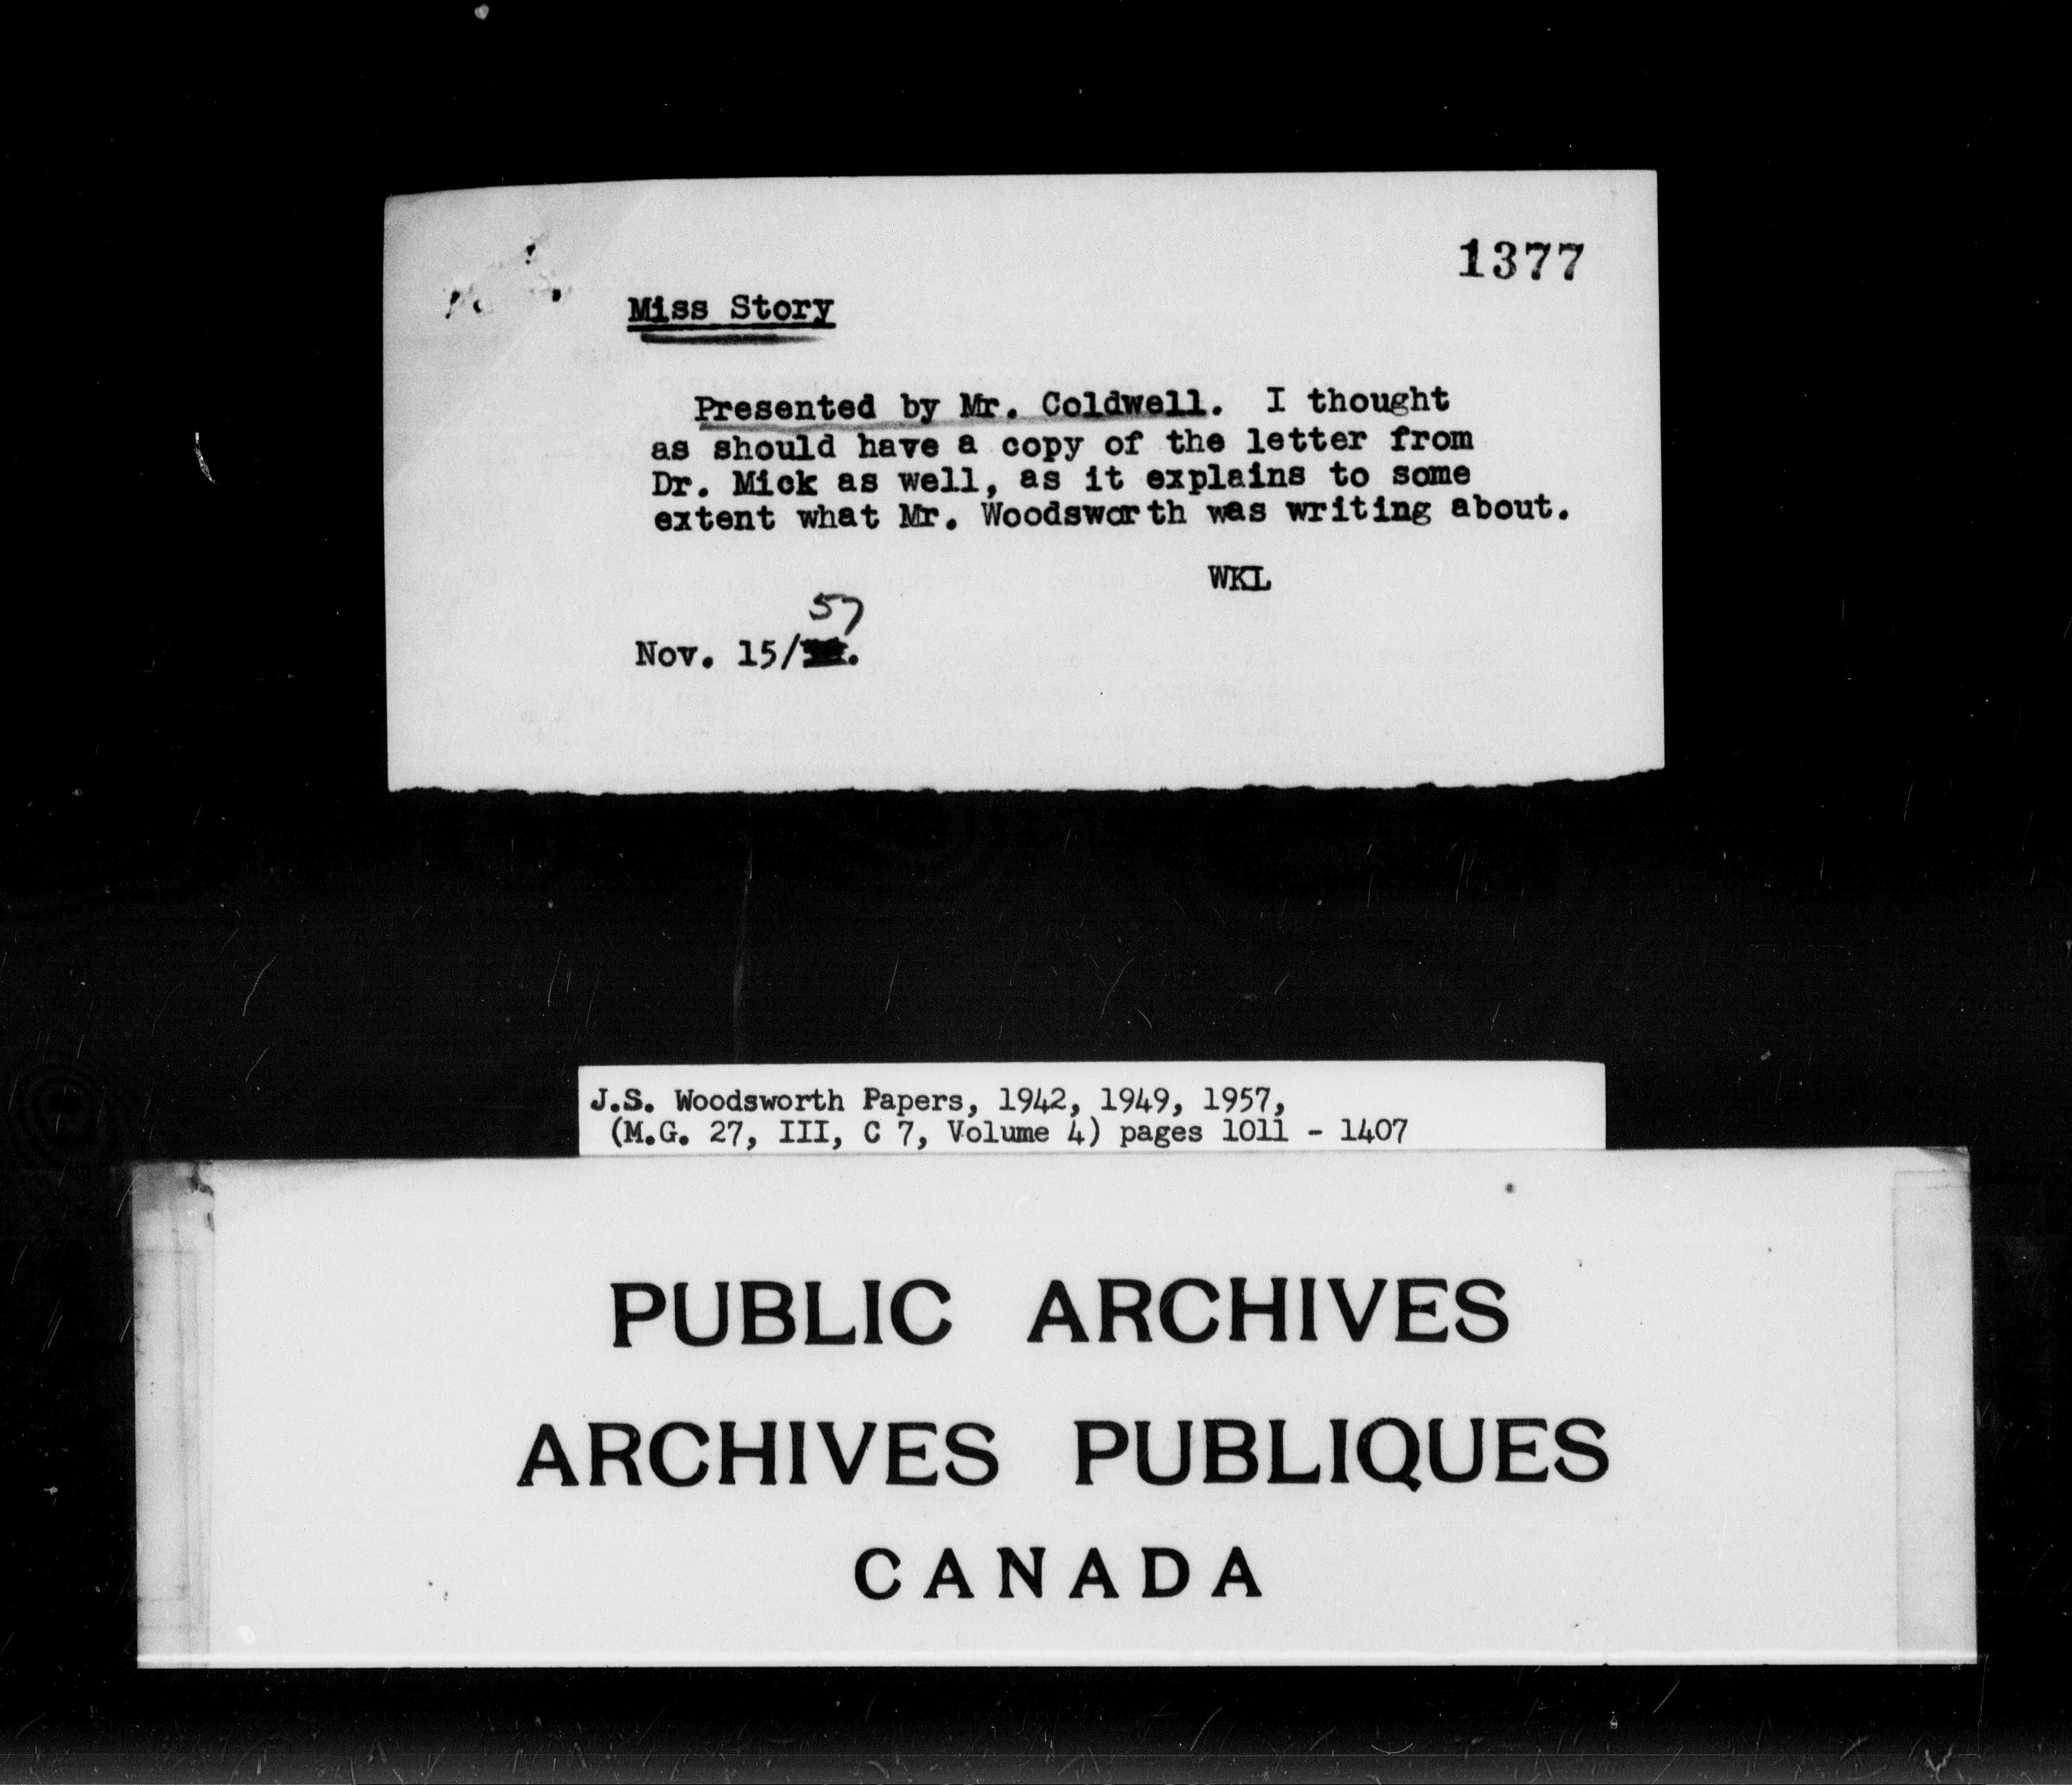 1377
Miss Story
Presented by Mr. Coldwell. I thought
as should have a copy of the letter from
Dr. Mick as well, as it explains to some
extent what Mr. Woodsworth was writing about.
WKL
57
Nov. 15/
J.S. Woodsworth Papers, 1942, 1949, 1957,
(M.G. 27, III, C 7, Volume 4) pages 1011 - 1407
PUBLIC ARCHIVES
ARCHIVES PUBLIQUES
CANADA